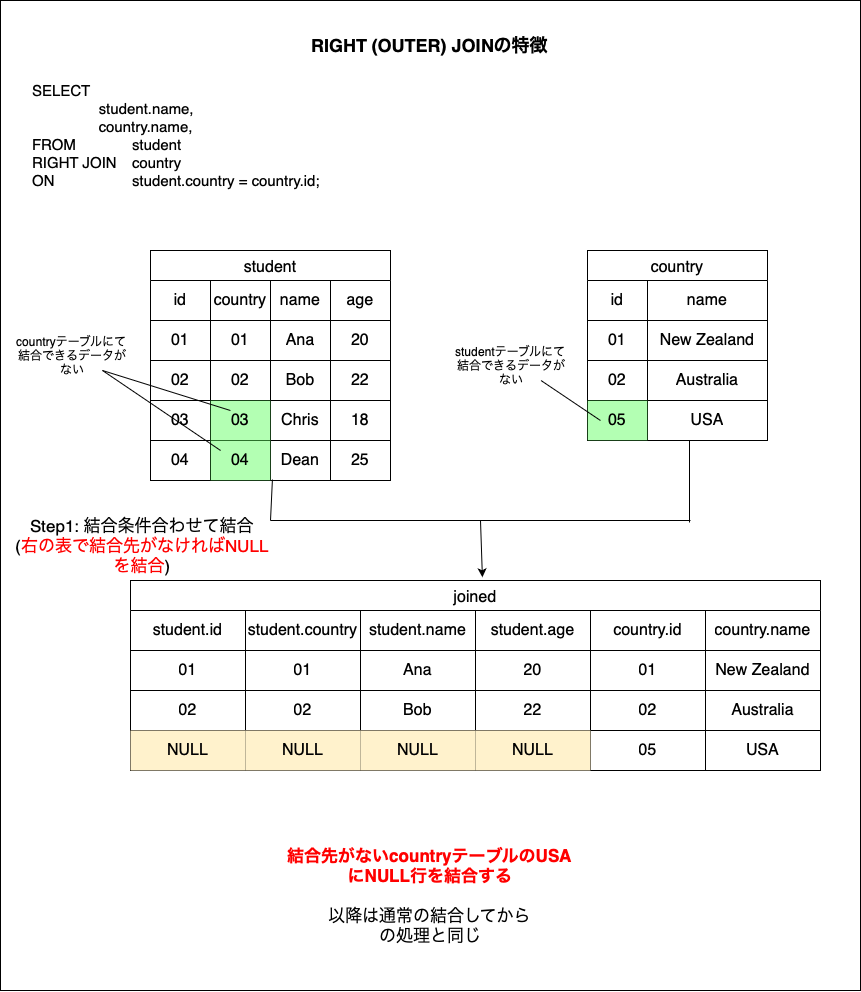 RIGHT (OUTER) JOINの特徴
SELECT
student.name,
country.name,
FROM student
RIGHT JOIN country
ON student.country = country.id;
student
id country name age
01 01 Ana 20
02 02 Bob 22
03 03 Chris 18
04 04 Dean 25
countryテーブルにて
結合できるデータが
ない
country
id name
01 New Zealand
02 Australia
05 USA
studentテーブルにて
結合できるデータが
ない
Step1: 結合条件合わせて結合
(右の表で結合先がなければNULL
を結合)
joined
student.id student.country student.name student.age country.id country.name
01 01 Ana 20 01 New Zealand
02 02 Bob 22 02 Australia
NULL NULL NULL NULL 05 USA
結合先がないcountryテーブルのUSA
にNULL行を結合する
以降は通常の結合してから
の処理と同じ